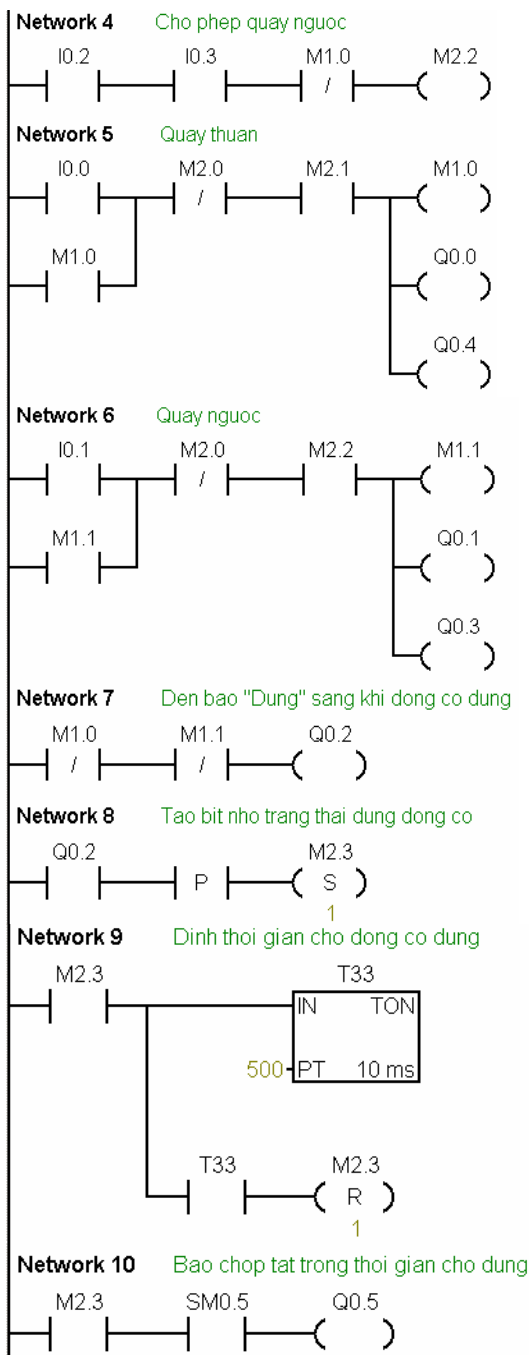 Network 4 Cho phep quay nguoc
I0.2 I0.3 M1.0 M2.2
/
Network 5 Quay thuan
I0.0 M2.0 M2.1 M1.0
/
M1.0 Q0.0
Q0.4
Network 6 Quay nguoc
I0.1 M2.0 M2.2 M1.1
/
M1.1 Q0.1
Q0.3
Network 7 Den bao "Dung" sang khi dong co dung
M1.0 M1.1 Q0.2
/ /
Network 8 Tao bit nho trang thai dung dong co
Q0.2 M2.3
P S
1
Network 9 Dinh thoi gian cho dong co dung
M2.3 T33
IN TON
500 PT 10 ms
T33 M2.3
R
1
Network 10 Bao chop tat trong thoi gian cho dung
M2.3 SM0.5 Q0.5